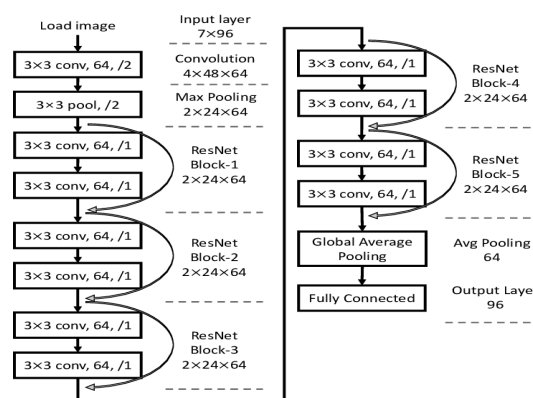 Load image
Input layer
7×96
3×3 conv, 64, /2
Convolution
4×48×64
3×3 pool, /2
Max Pooling
2×24×64
3×3 conv, 64, /1
3×3 conv, 64, /1
ResNet
Block-1
2×24×64
3×3 conv, 64, /1
3×3 conv, 64, /1
ResNet
Block-2
2×24×64
3×3 conv, 64, /1
3×3 conv, 64, /1
ResNet
Block-3
2×24×64
3×3 conv, 64, /1
3×3 conv, 64, /1
ResNet
Block-4
2×24×64
3×3 conv, 64, /1
3×3 conv, 64, /1
ResNet
Block-5
2×24×64
Global Average
Pooling
Avg Pooling
64
Fully Connected
Output Laye
96